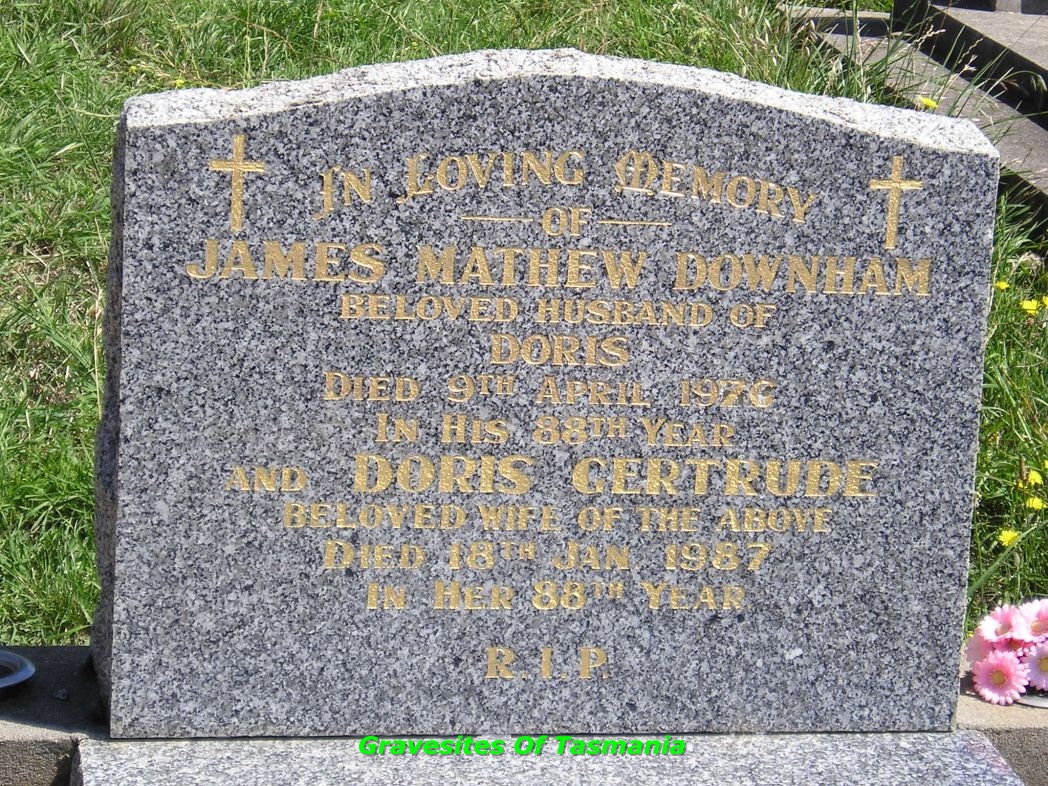 In Loving Memory
OF
JAMES MATHEW DOWNHAM
BELOVED HUSBAND OF
DORIS
DIED 9TH APRIL 1976
IN HIS 88TH YEAR
AND DORIS GERTRUDE
BELOVED WIFE OF THE ABOVE
DIED 18TH JAN. 1987
IN HER 88TH YEAR
R.I.P.
Gravesites Of Tasmania